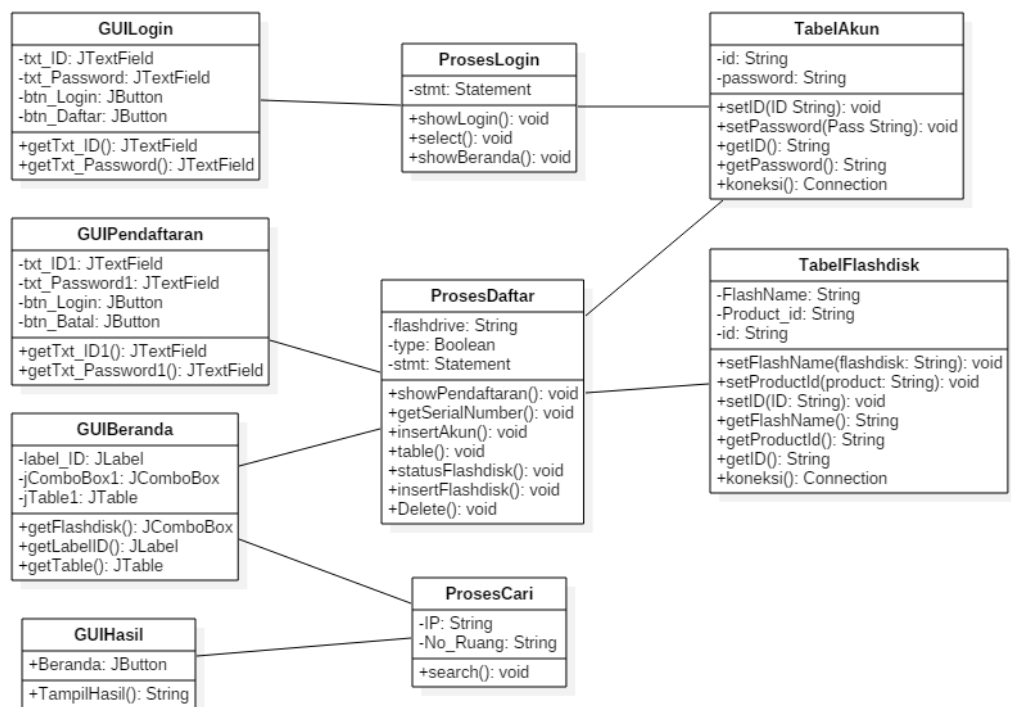 GUILogin
-txt_ID: JTextField
-txt_Password: JTextField
-btn_Login: JButton
-btn_Daftar: JButton
+getTxt_ID(): JTextField
+getTxt_Password(): JTextField
ProsesLogin
-stmt: Statement
+showLogin(): void
+select(): void
+showBeranda(): void
TabelAkun
-id: String
-password: String
+setID(ID String): void
+setPassword(Pass String): void
+getID(): String
+getPassword(): String
+koneksi(): Connection
GUIPendaftaran
-txt_ID1: JTextField
-txt_Password1: JTextField
-btn_Login: JButton
-btn_Batal: JButton
+getTxt_ID1(): JTextField
+getTxt_Password1(): JTextField
ProsesDaftar
-flashdrive: String
-type: Boolean
-stmt: Statement
+showPendaftaran(): void
+getSerialNumber(): void
+insertAkun(): void
+table(): void
+statusFlashdisk(): void
+insertFlashdisk(): void
+Delete(): void
TabelFlashdisk
-FlashName: String
-Product_id: String
-id: String
+setFlashName(flashdisk: String): void
+setProductId(product: String): void
+setID(ID: String): void
+getFlashName(): String
+getProductId(): String
+getID(): String
+koneksi(): Connection
GUIBeranda
-label_ID: JLabel
-jComboBox1: JComboBox
-jTable1: JTable
+getFlashdisk(): JComboBox
+getLabelID(): JLabel
+getTable(): JTable
ProsesCari
-IP: String
-No_Ruang: String
+search(): void
GUIHasil
+Beranda: JButton
+TampilHasil(): String